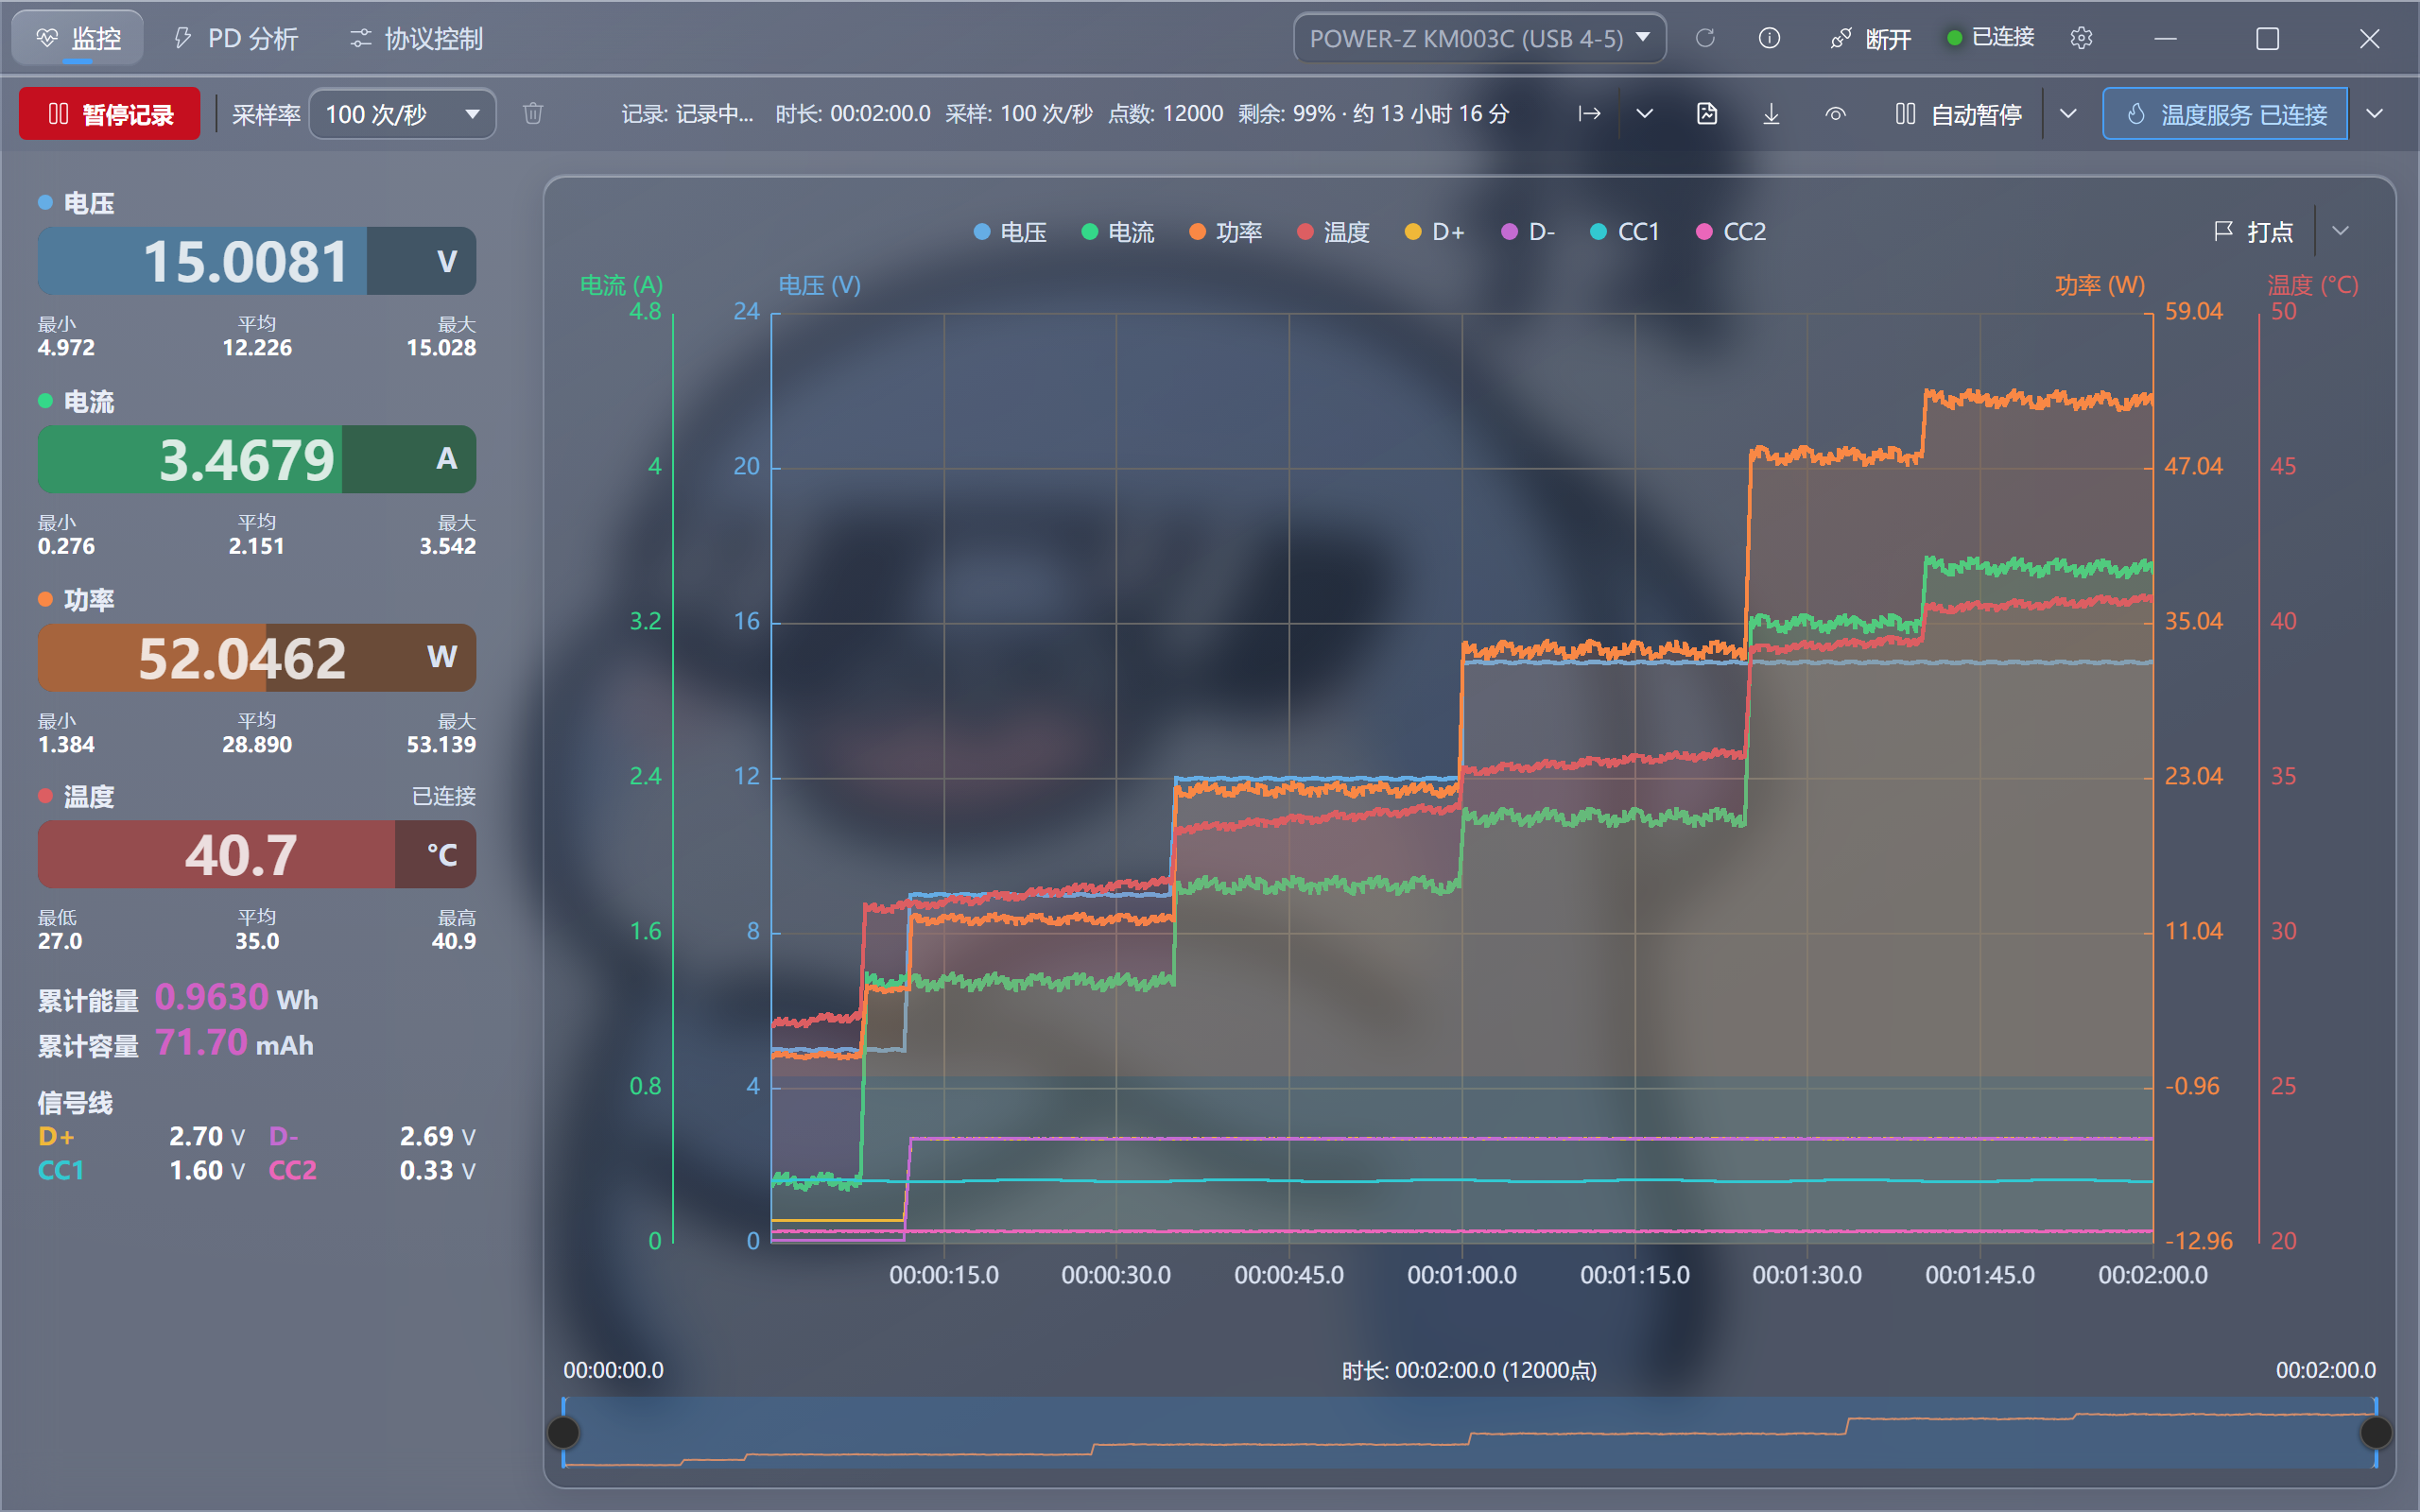 监控 PD 分析 协议控制 POWER-Z KM003C (USB 4-5) 断开 已连接
暂停记录 采样率 100 次/秒 记录: 记录中... 时长: 00:02:00.0 采样: 100 次/秒 点数: 12000 剩余: 99% · 约 13 小时 16 分 自动暂停 温度服务 已连接
电压
15.0081 V
最小 平均 最大
4.972 12.226 15.028
电流
3.4679 A
最小 平均 最大
0.276 2.151 3.542
功率
52.0462 W
最小 平均 最大
1.384 28.890 53.139
温度 已连接
40.7 °C
最低 平均 最高
27.0 35.0 40.9
累计能量 0.9630 Wh
累计容量 71.70 mAh
信号线
D+ 2.70 V D- 2.69 V
CC1 1.60 V CC2 0.33 V
电压 电流 功率 温度 D+ D- CC1 CC2 打点
电流 (A) 电压 (V) 功率 (W) 温度 (°C)
4.8 24 59.04 50
4 20 47.04 45
3.2 16 35.04 40
2.4 12 23.04 35
1.6 8 11.04 30
0.8 4 -0.96 25
0 0 -12.96 20
00:00:15.0 00:00:30.0 00:00:45.0 00:01:00.0 00:01:15.0 00:01:30.0 00:01:45.0 00:02:00.0
00:00:00.0 时长: 00:02:00.0 (12000点) 00:02:00.0